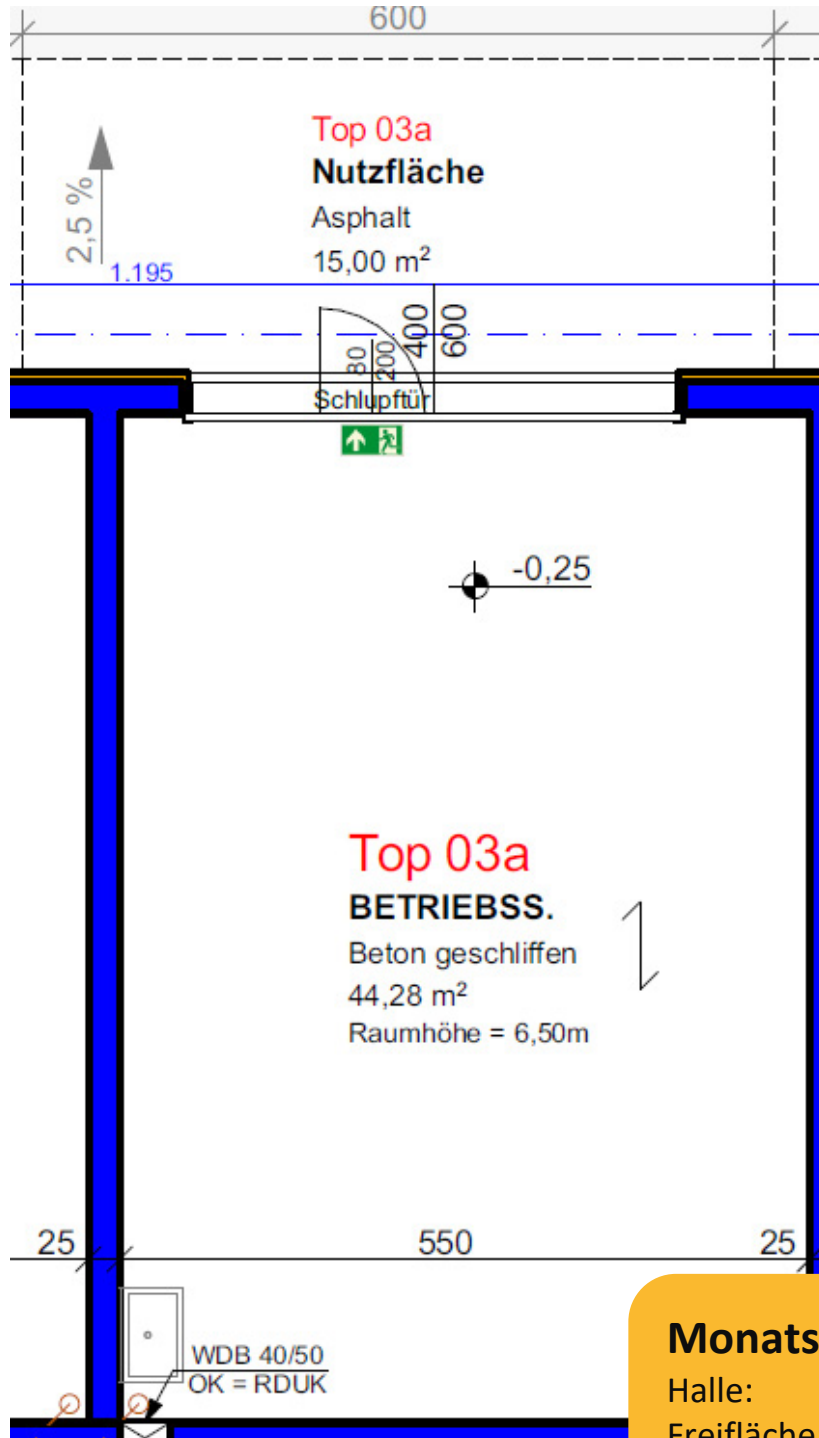 600
Top 03a
Nutzfläche
Asphalt
15,00 m²
2,5 %
1.195
400
600
80
200
Schlupftür
-0,25
Top 03a
BETRIEBSS.
Beton geschliffen
44,28 m²
Raumhöhe = 6,50m
25
550
25
WDB 40/50
OK = RDUK
Monats
Halle:
Freifläche